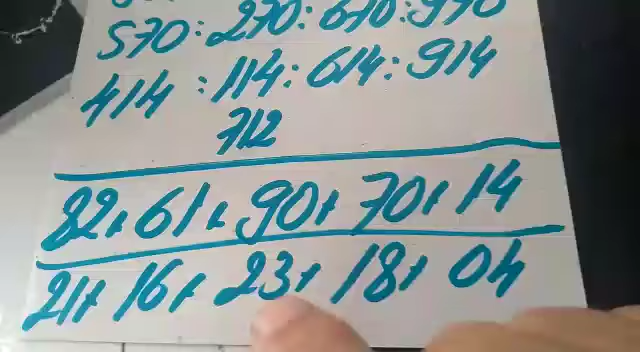 570: 270: 670: 970
414 : 114: 614: 914
712
82+ 61+ 90+ 70+ 14
21+ 16+ 23+ 18+ 04